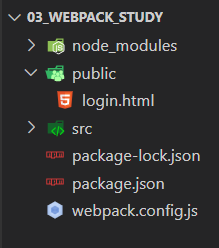 03_WEBPACK_STUDY
node_modules
public
login.html
src
package-lock.json
package.json
webpack.config.js